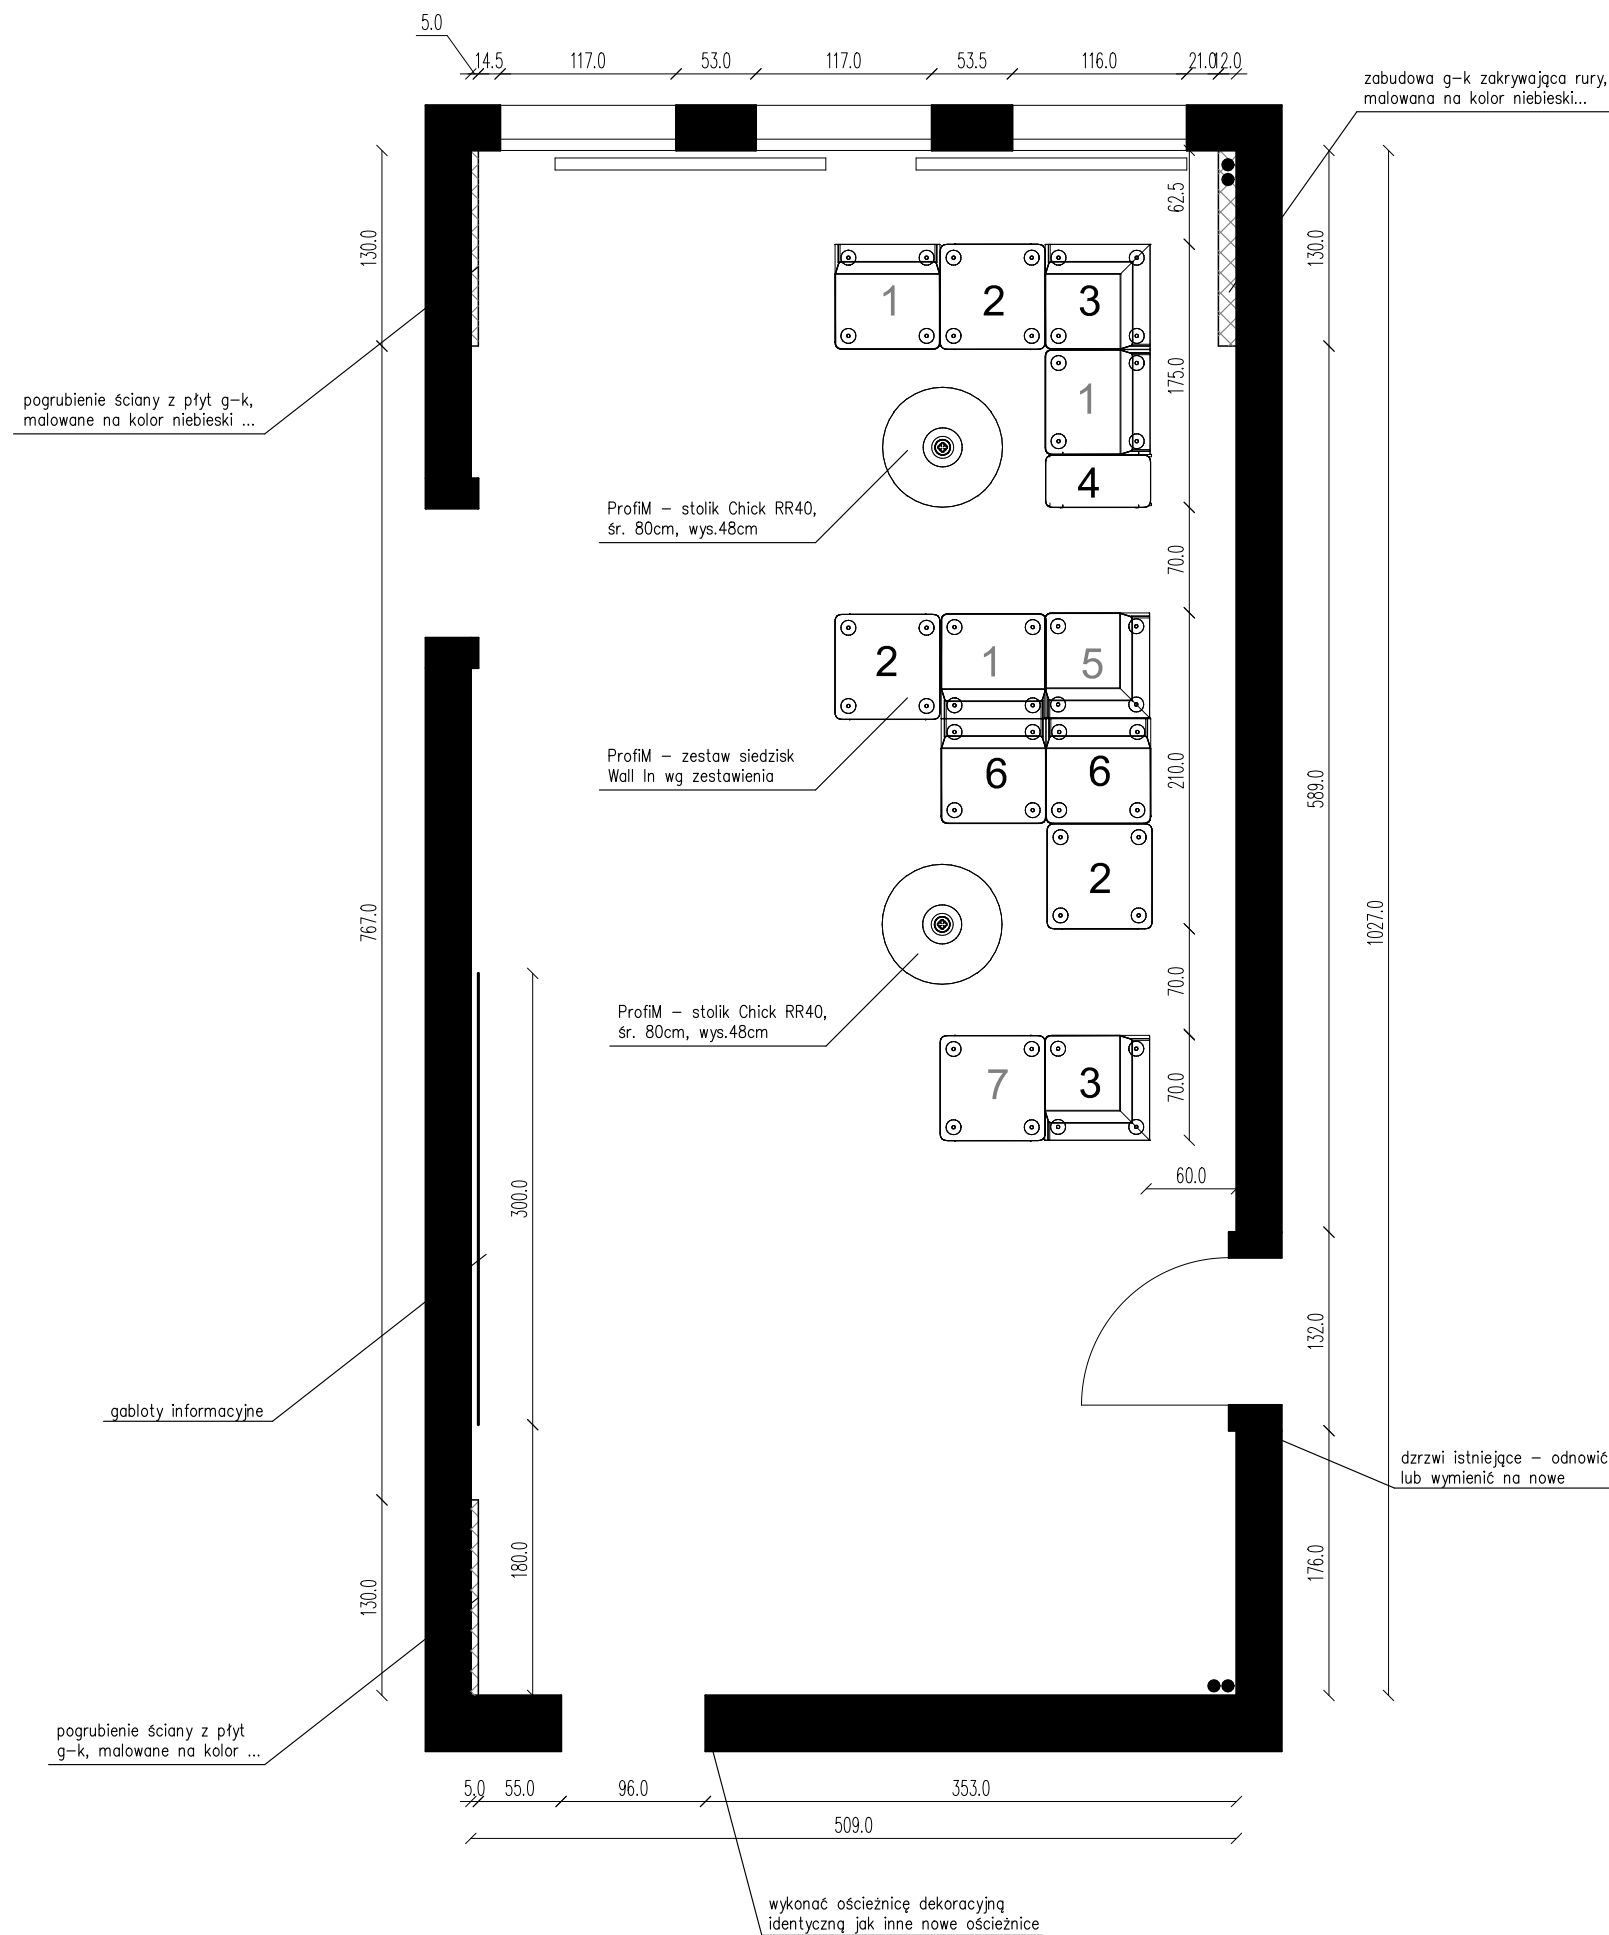 5.0
14.5
117.0
53.0
117.0
53.5
116.0
21.0
12.0
zabudowa g-k zakrywająca rury,
malowana na kolor niebieski...
130.0
62.5
130.0
1
2
3
175.0
1
pogrubienie ściany z płyt g-k,
malowane na kolor niebieski ...
4
ProfiM - stolik Chick RR40,
śr. 80cm, wys.48cm
70.0
2
1
5
ProfiM - zestaw siedzisk
Wall In wg zestawienia
6
6
210.0
589.0
2
767.0
1027.0
70.0
ProfiM - stolik Chick RR40,
śr. 80cm, wys.48cm
7
3
70.0
60.0
300.0
132.0
gabloty informacyjne
dzrzwi istniejące - odnowić
lub wymienić na nowe
180.0
176.0
130.0
pogrubienie ściany z płyt
g-k, malowane na kolor ...
5.0
55.0
96.0
353.0
509.0
wykonać ościeżnicę dekoracyjną
identyczną jak inne nowe ościeżnice